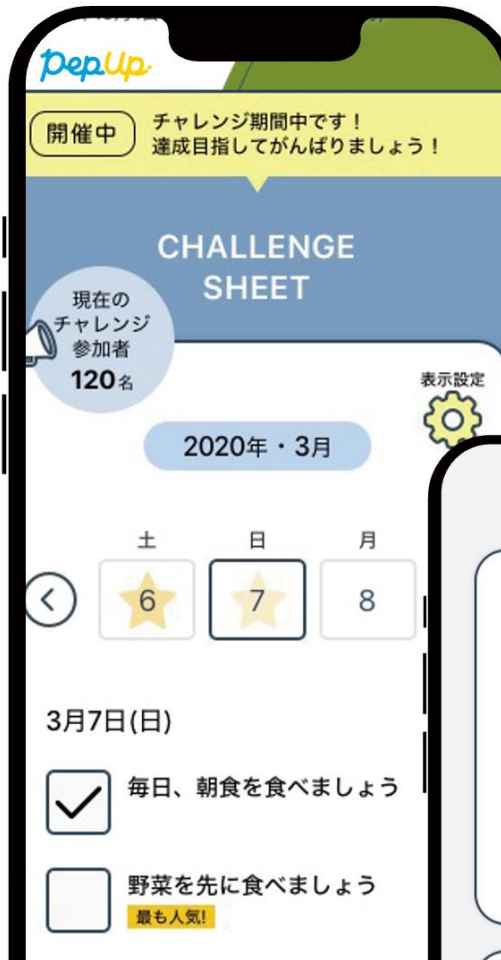 PepUp
開催中
チャレンジ期間中です！
達成目指してがんばりましょう！
CHALLENGE
SHEET
現在の
チャレンジ
参加者
120名
表示設定
2020年・3月
土 日 月
6 7 8
3月7日(日)
毎日、朝食を食べましょう
野菜を先に食べましょう
最も人気!